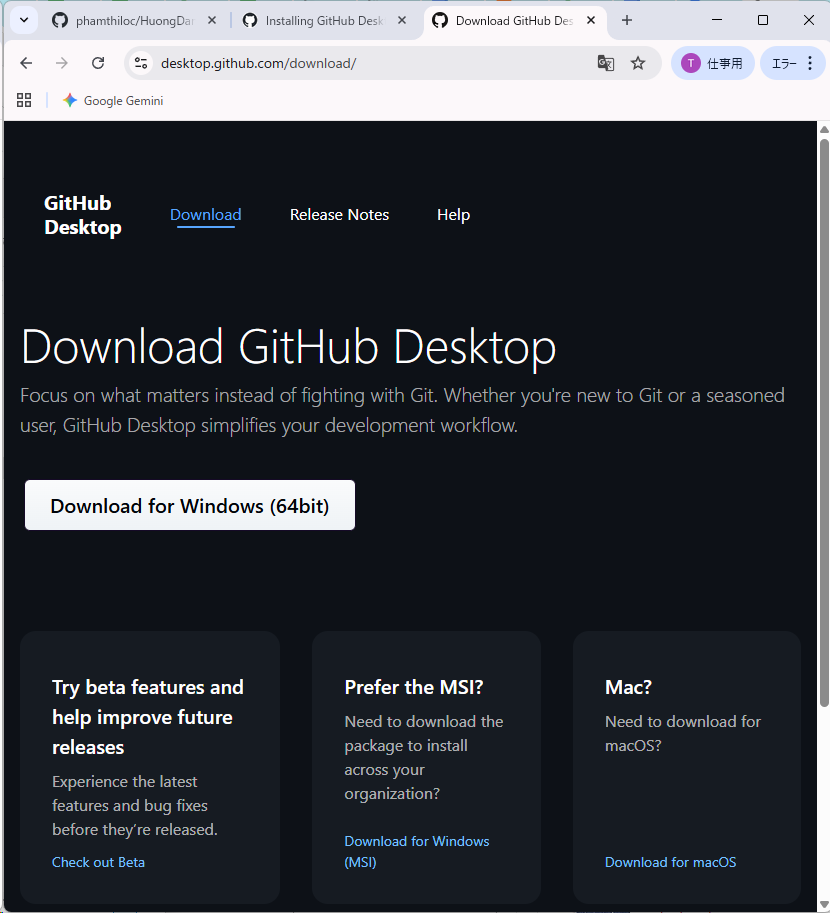 phamthiloc/HuongDar
Installing GitHub Desk
Download GitHub Des
desktop.github.com/download/
T
仕事用
エラー
Google Gemini
GitHub
Desktop
Download
Release Notes
Help
Download GitHub Desktop
Focus on what matters instead of fighting with Git. Whether you're new to Git or a seasoned
user, GitHub Desktop simplifies your development workflow.
Download for Windows (64bit)
Try beta features and
help improve future
releases
Experience the latest
features and bug fixes
before they’re released.
Check out Beta
Prefer the MSI?
Need to download the
package to install
across your
organization?
Download for Windows
(MSI)
Mac?
Need to download for
macOS?
Download for macOS